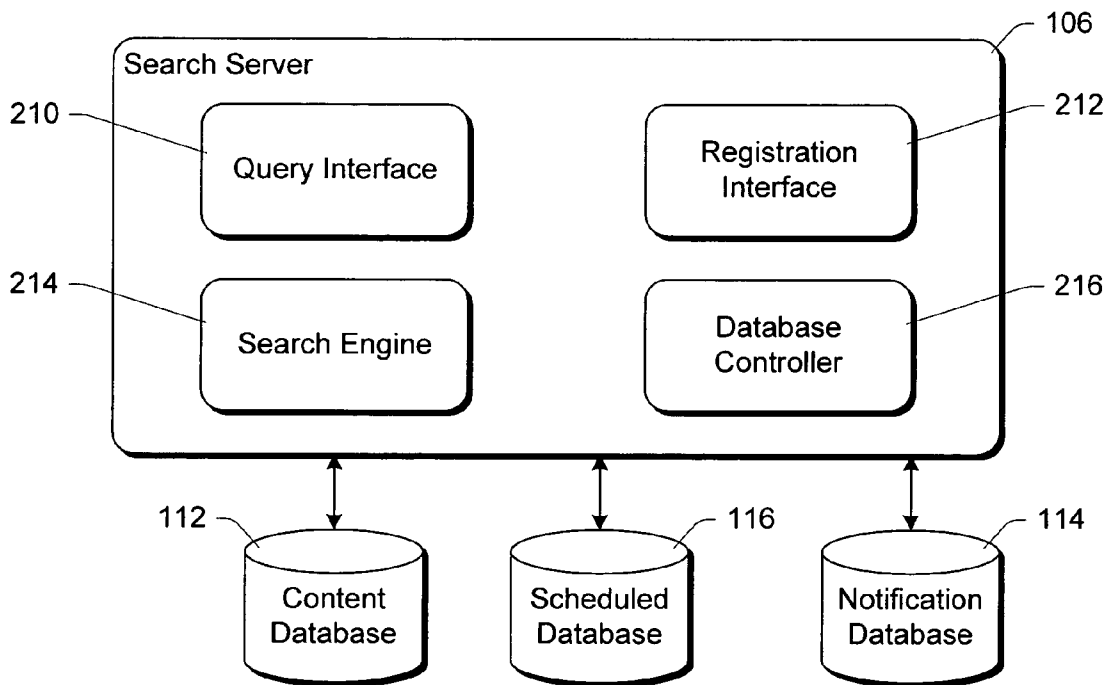 106
Search Server
210
Query Interface
212
Registration
Interface
214
Search Engine
216
Database
Controller
112
Content
Database
116
Scheduled
Database
114
Notification
Database